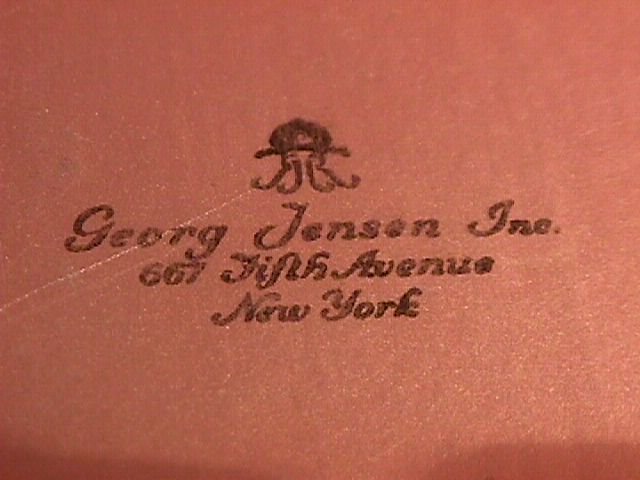 Georg Jensen Inc.
667 Fifth Avenue
New York